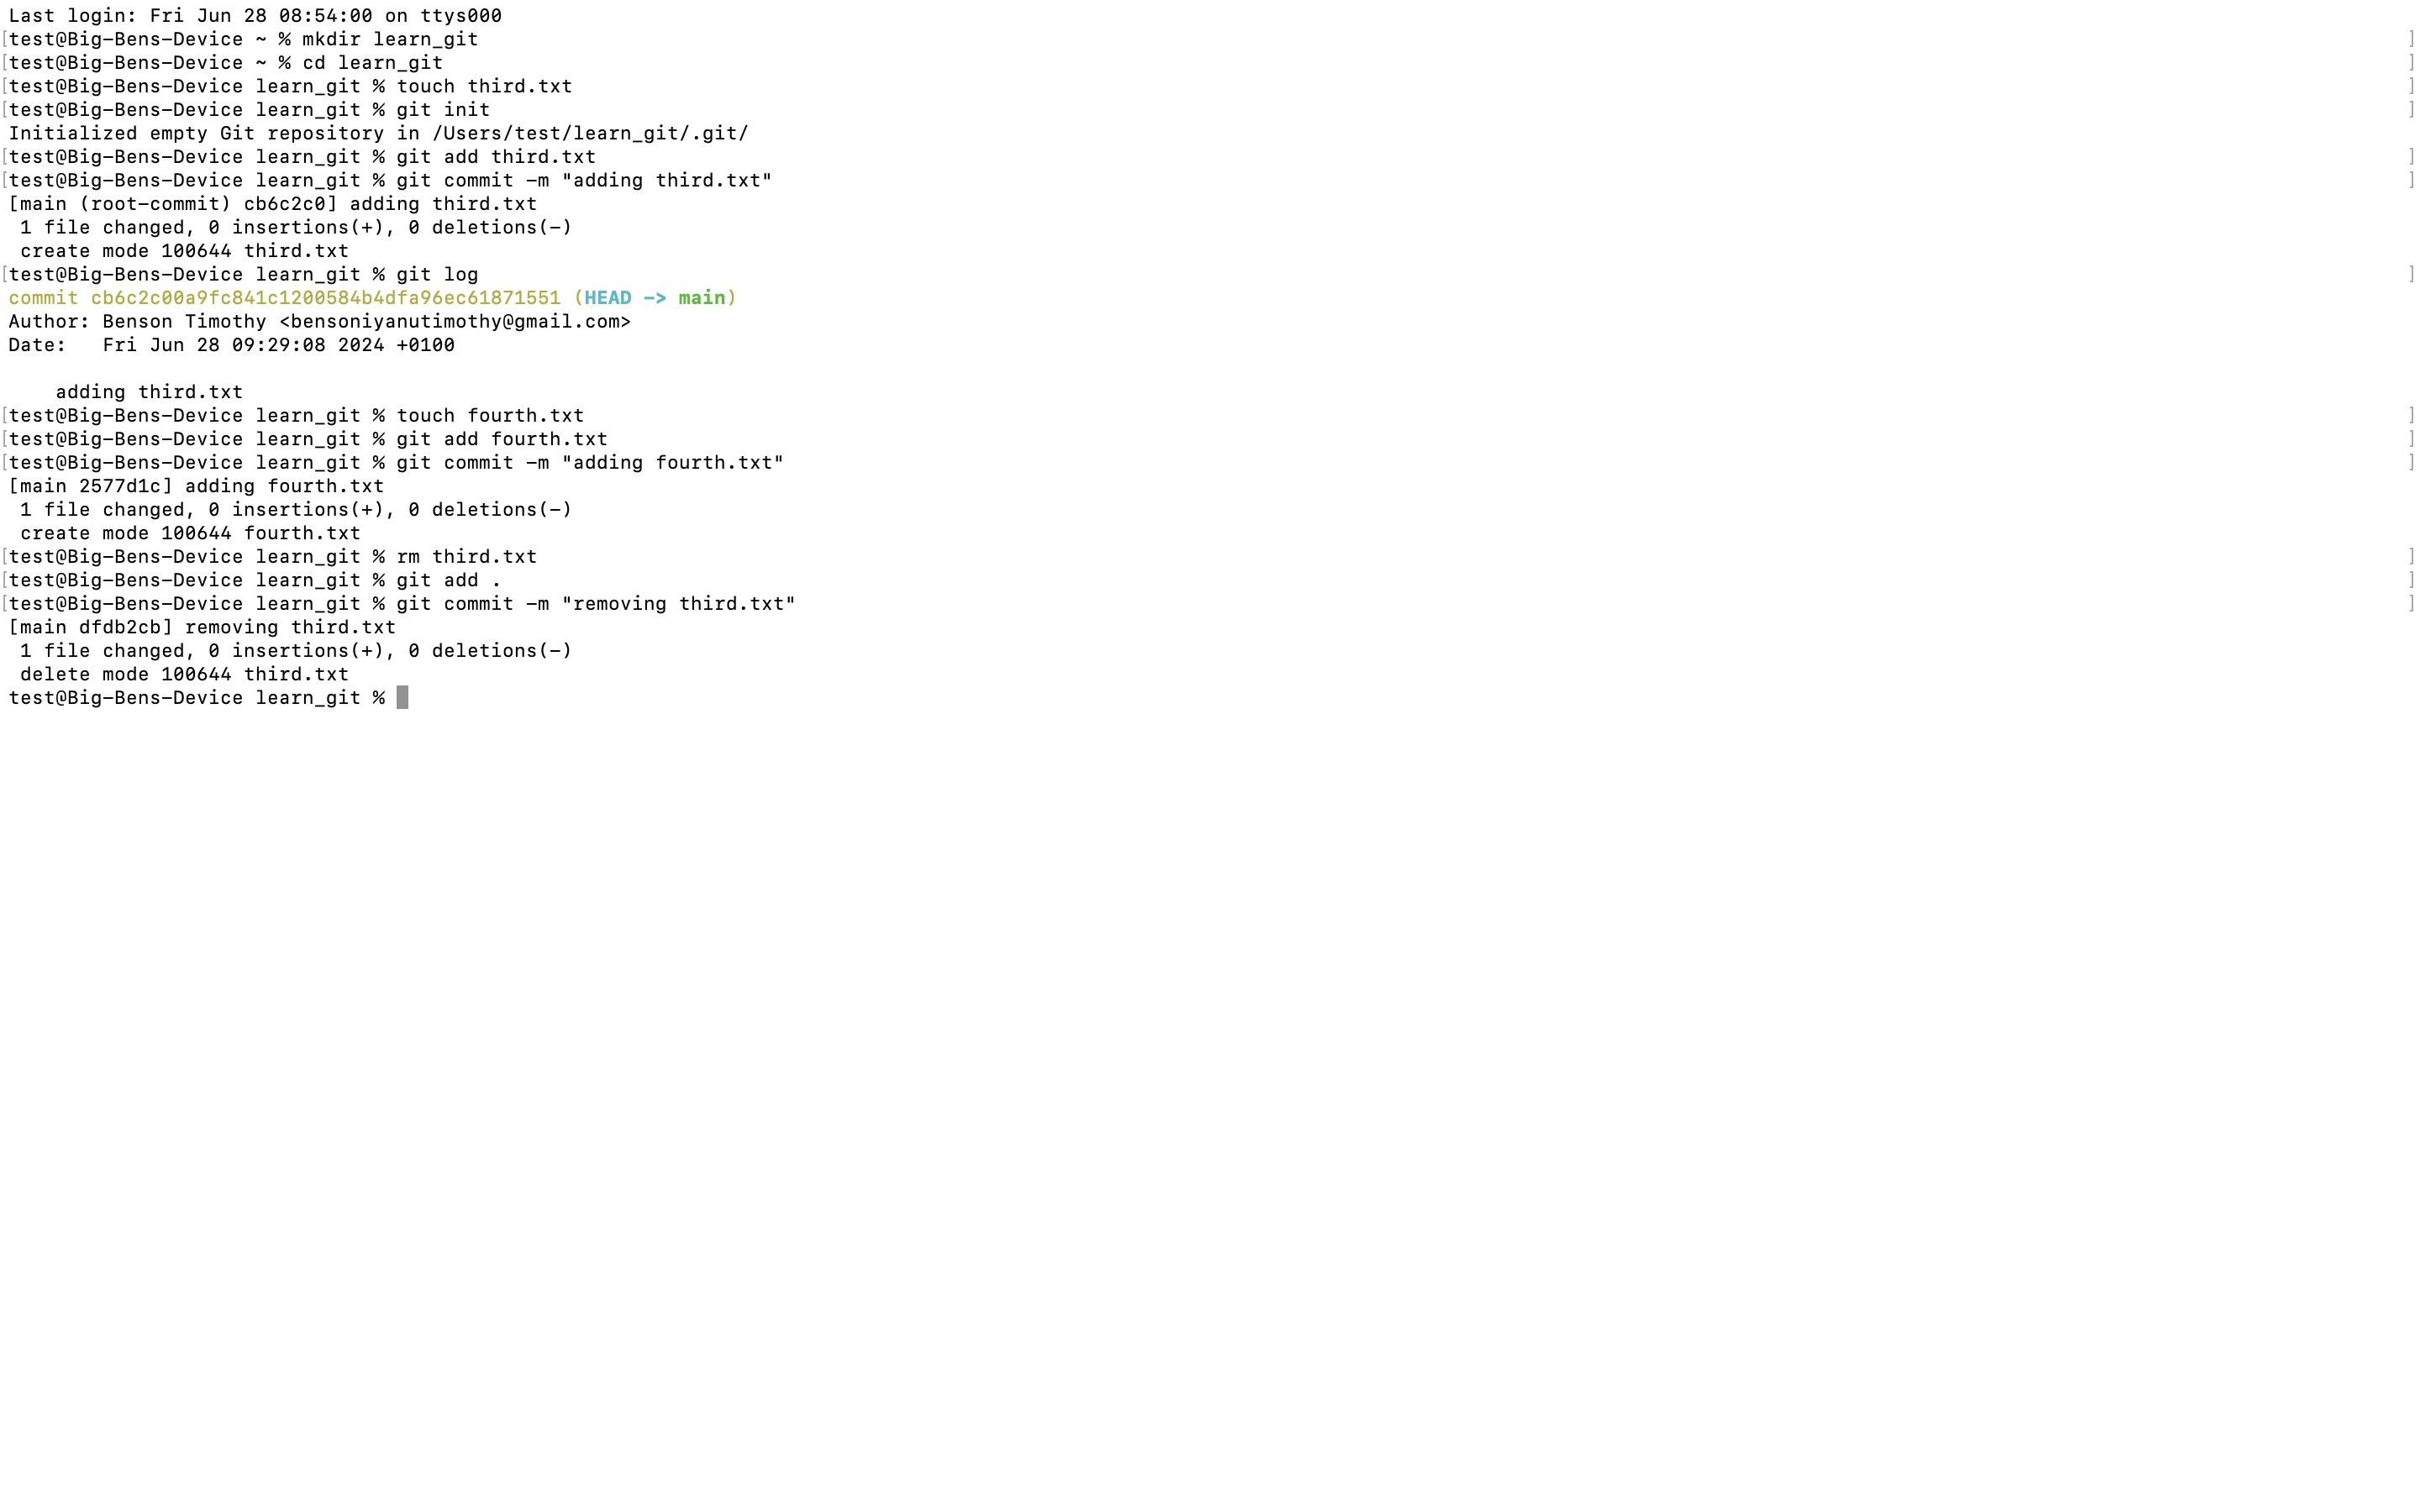 Last login: Fri Jun 28 08:54:00 on ttys000
[test@Big-Bens-Device ~ % mkdir learn_git ]
[test@Big-Bens-Device ~ % cd learn_git ]
[test@Big-Bens-Device learn_git % touch third.txt ]
[test@Big-Bens-Device learn_git % git init ]
Initialized empty Git repository in /Users/test/learn_git/.git/
[test@Big-Bens-Device learn_git % git add third.txt ]
[test@Big-Bens-Device learn_git % git commit -m "adding third.txt" ]
[main (root-commit) cb6c2c0] adding third.txt
 1 file changed, 0 insertions(+), 0 deletions(-)
 create mode 100644 third.txt
[test@Big-Bens-Device learn_git % git log ]
commit cb6c2c00a9fc841c1200584b4dfa96ec61871551 (HEAD -> main)
Author: Benson Timothy <bensoniyanutimothy@gmail.com>
Date:   Fri Jun 28 09:29:08 2024 +0100

    adding third.txt
[test@Big-Bens-Device learn_git % touch fourth.txt ]
[test@Big-Bens-Device learn_git % git add fourth.txt ]
[test@Big-Bens-Device learn_git % git commit -m "adding fourth.txt" ]
[main 2577d1c] adding fourth.txt
 1 file changed, 0 insertions(+), 0 deletions(-)
 create mode 100644 fourth.txt
[test@Big-Bens-Device learn_git % rm third.txt ]
[test@Big-Bens-Device learn_git % git add . ]
[test@Big-Bens-Device learn_git % git commit -m "removing third.txt" ]
[main dfdb2cb] removing third.txt
 1 file changed, 0 insertions(+), 0 deletions(-)
 delete mode 100644 third.txt
test@Big-Bens-Device learn_git %